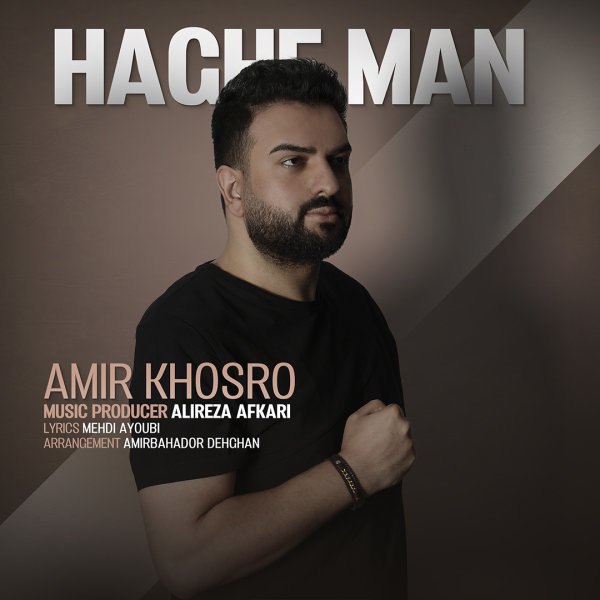 HAGHE MAN
AMIR KHOSRO
MUSIC PRODUCER ALIREZA AFKARI
LYRICS MEHDI AYOUBI
ARRANGEMENT AMIRBAHADOR DEHGHAN